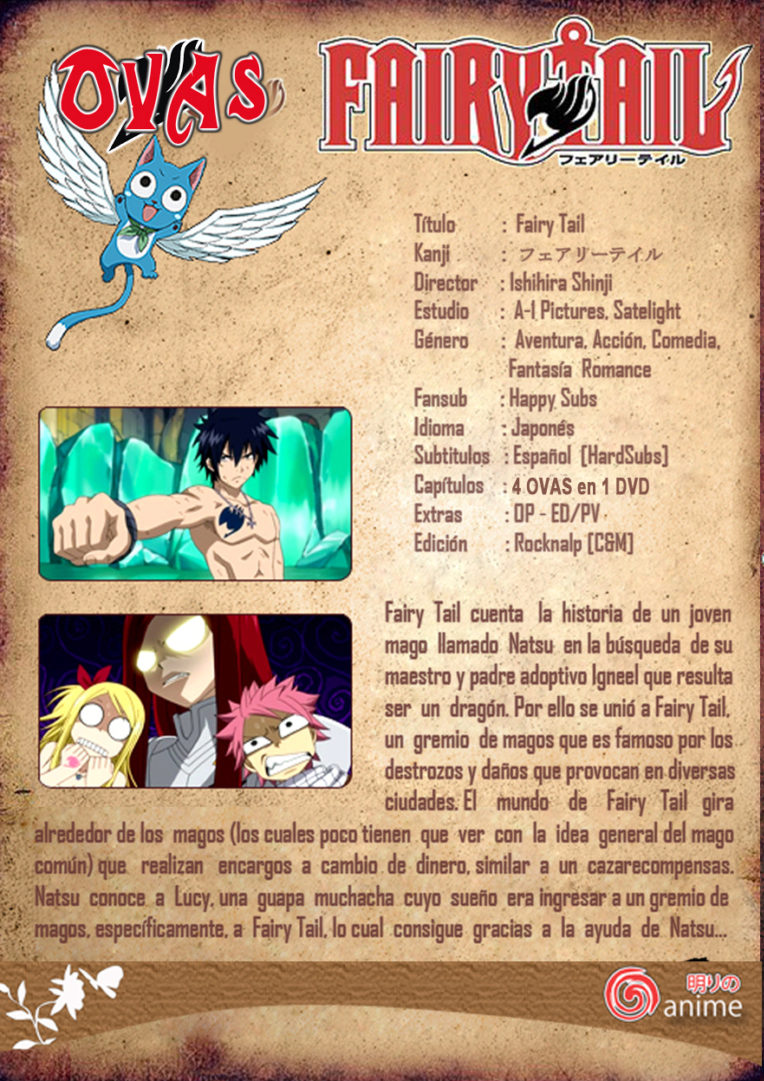 OVAS
FAIRY TAIL
フェアリーテイル
Título : Fairy Tail
Kanji : フェアリーテイル
Director : Ishihira Shinji
Estudio : A-1 Pictures, Satelight
Género : Aventura, Acción, Comedia,
Fantasía Romance
Fansub : Happy Subs
Idioma : Japonés
Subtitulos : Español [HardSubs]
Capítulos : 4 OVAS en 1 DVD
Extras : OP - ED/PV
Edición : Rocknalp [C&M]
Fairy Tail cuenta la historia de un joven
mago llamado Natsu en la búsqueda de su
maestro y padre adoptivo Igneel que resulta
ser un dragón. Por ello se unió a Fairy Tail,
un gremio de magos que es famoso por los
destrozos y daños que provocan en diversas
ciudades. El mundo de Fairy Tail gira
alrededor de los magos (los cuales poco tienen que ver con la idea general del mago
común) que realizan encargos a cambio de dinero, similar a un cazarecompensas.
Natsu conoce a Lucy, una guapa muchacha cuyo sueño era ingresar a un gremio de
magos, específicamente, a Fairy Tail, lo cual consigue gracias a la ayuda de Natsu...
明りの
anime